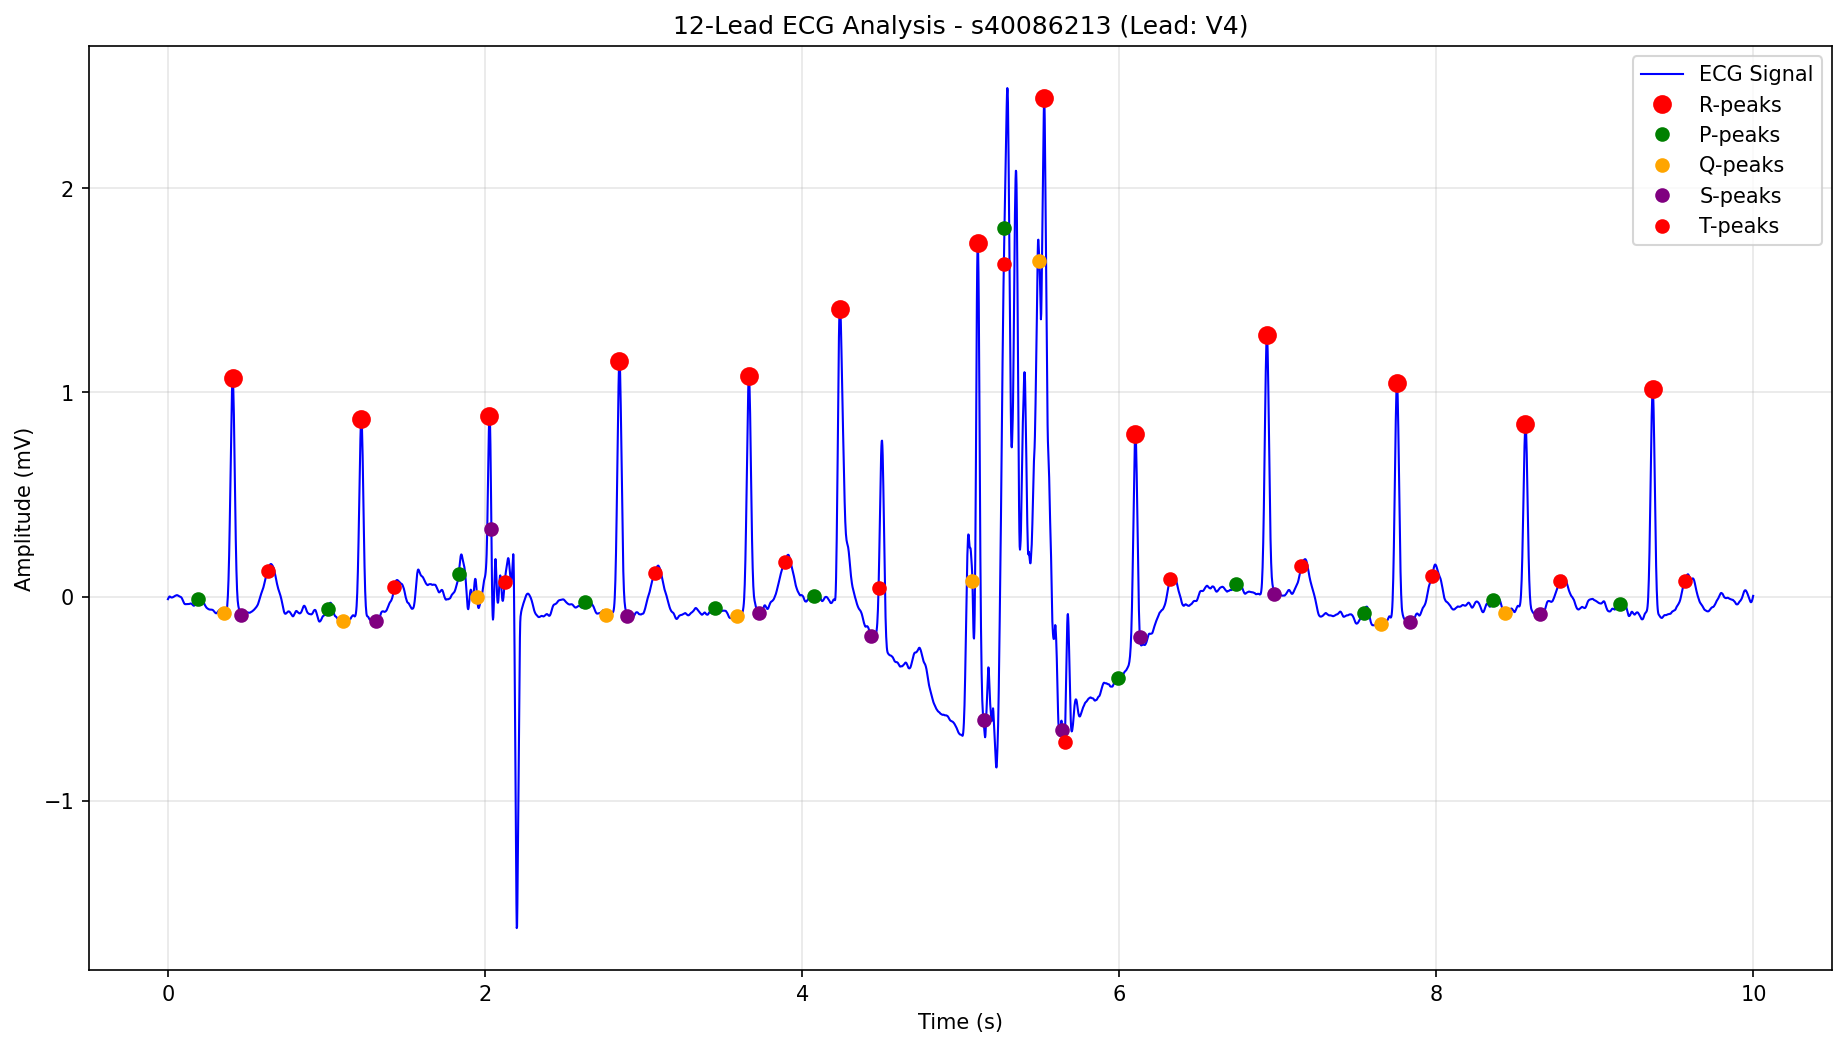 12-Lead ECG Analysis - s40086213 (Lead: V4)
ECG Signal
R-peaks
P-peaks
Q-peaks
S-peaks
T-peaks
Amplitude (mV)
2
1
0
−1
0
2
4
6
8
10
Time (s)